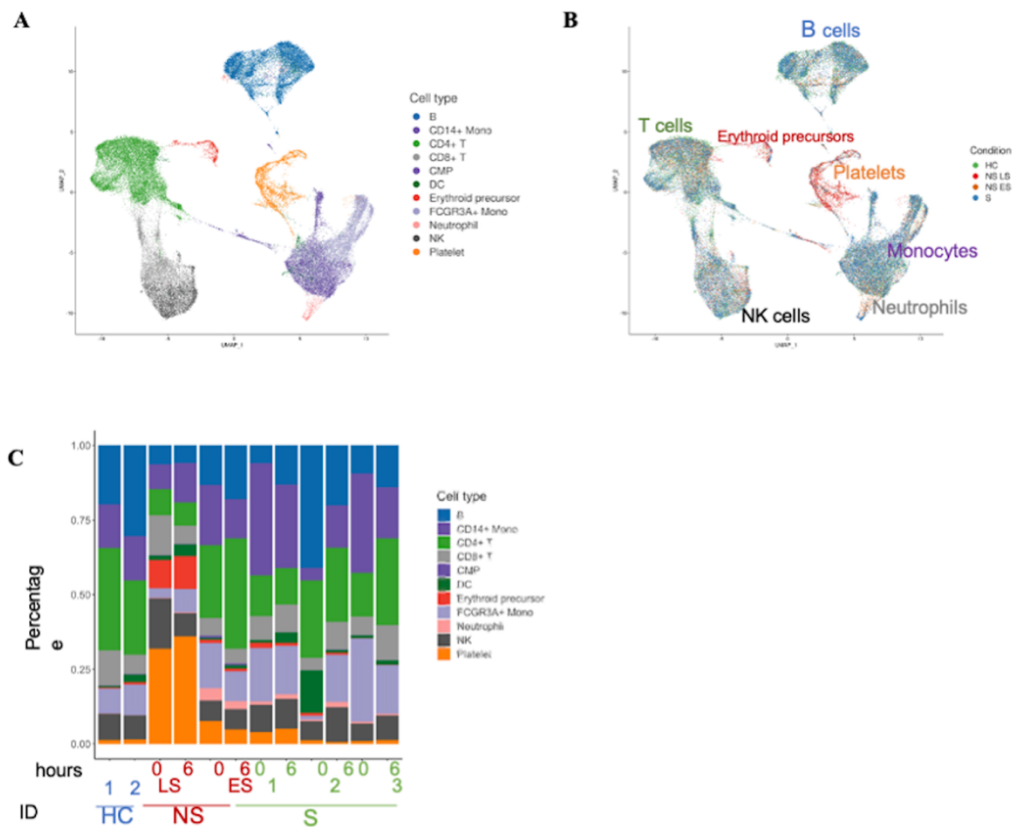 A
Cell type
B
CD14+ Mono
CD4+ T
CD8+ T
CMP
DC
Erythroid precursor
FCGR3A+ Mono
Neutrophil
NK
Platelet
UMAP_1
UMAP_2
B
B cells
T cells
Erythroid precursors
Platelets
Monocytes
Neutrophils
NK cells
Condition
HC
NS LS
NS ES
S
UMAP_1
C
1.00
0.75
0.50
0.25
0.00
Percentag
e
Cell type
B
CD14+ Mono
CD4+ T
CD8+ T
CMP
DC
Erythroid precursor
FCGR3A+ Mono
Neutrophil
NK
Platelet
hours 0 6 0 6 0 6 0 6 0 6
1 2 LS ES 1 2 3
ID HC NS S